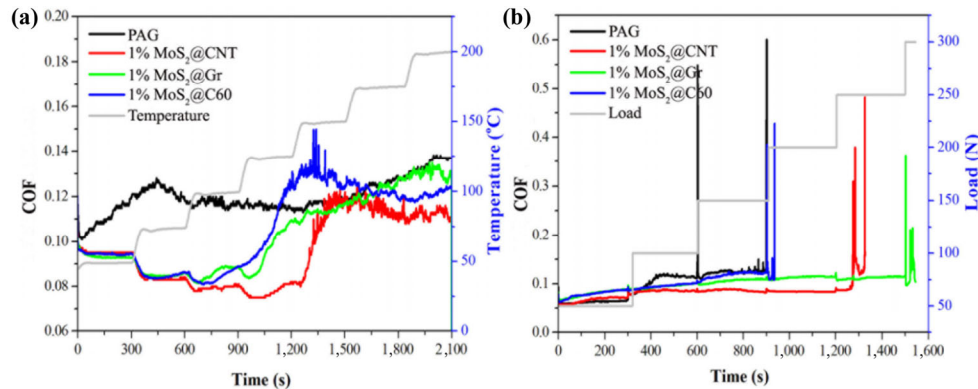 (a)
0.20
0.18
0.16
0.14
0.12
0.10
0.08
0.06
COF
PAG
1% MoS₂@CNT
1% MoS₂@Gr
1% MoS₂@C60
Temperature
200
150
100
50
0
Temperature (°C)
0 300 600 900 1,200 1,500 1,800 2,100
Time (s)
(b)
0.6
0.5
0.4
0.3
0.2
0.1
0.0
COF
PAG
1% MoS₂@CNT
1% MoS₂@Gr
1% MoS₂@C60
Load
300
250
200
150
100
50
Load (N)
0 200 400 600 800 1,000 1,200 1,400 1,600
Time (s)